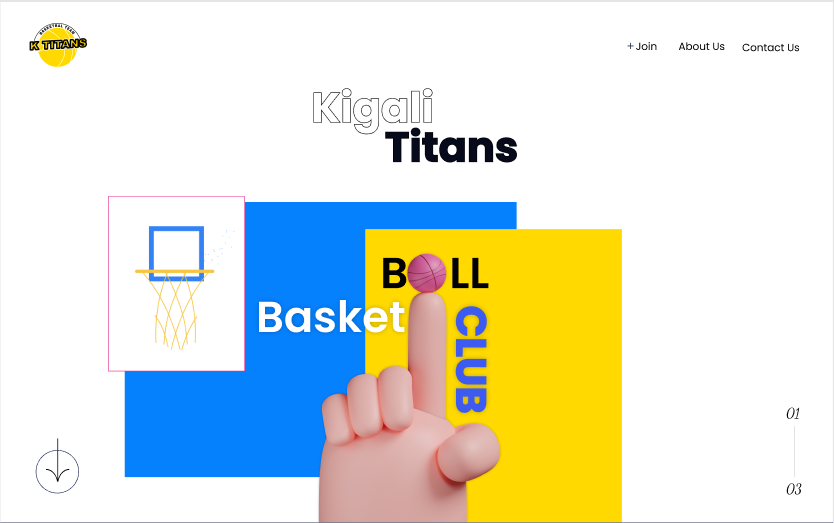 BASKETBALL TEAM
K TITANS
+ Join
About Us
Contact Us
Kigali
Titans
B LL
Basket
CLUB
01
03